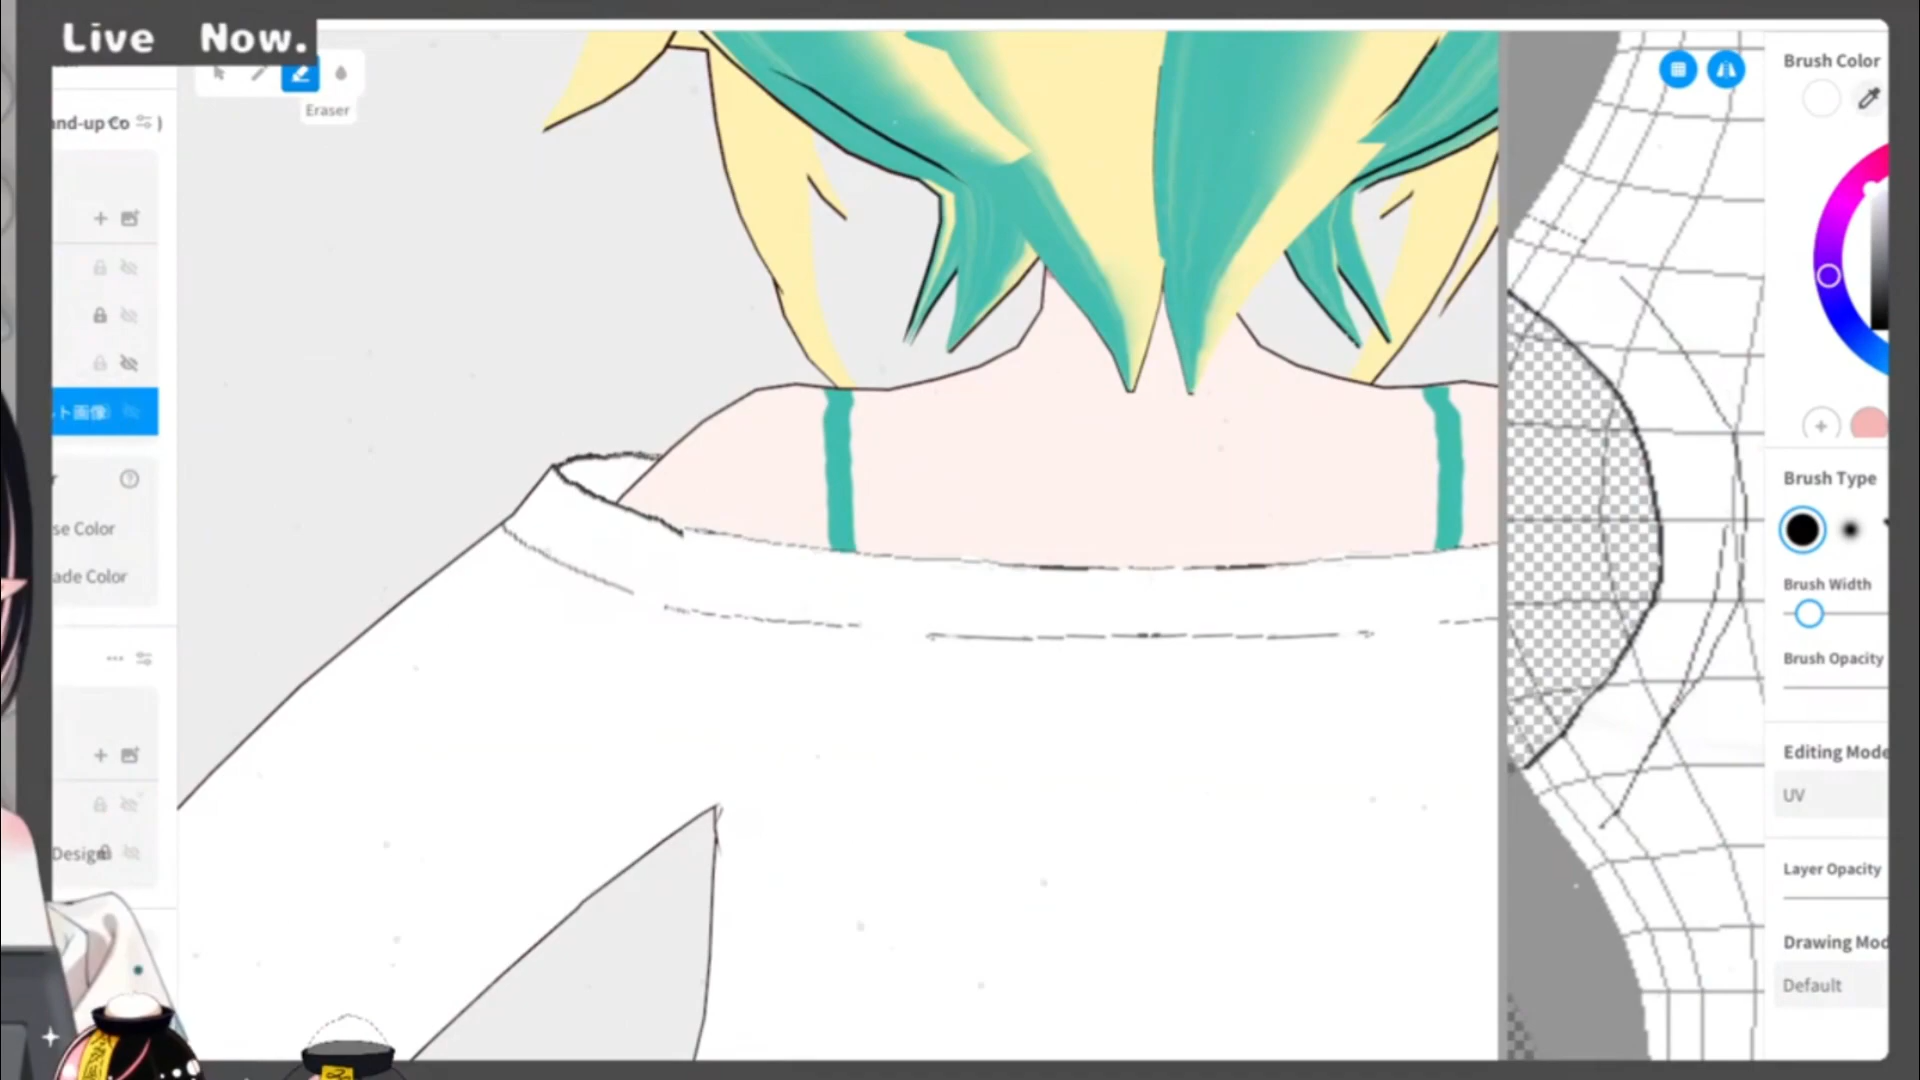 Live Now.
Eraser
nd-up Co
)
ト画像
se Color
ade Color
Design
Brush Color
Brush Type
Brush Width
Brush Opacity
Editing Mode
UV
Layer Opacity
Drawing Mod
Default